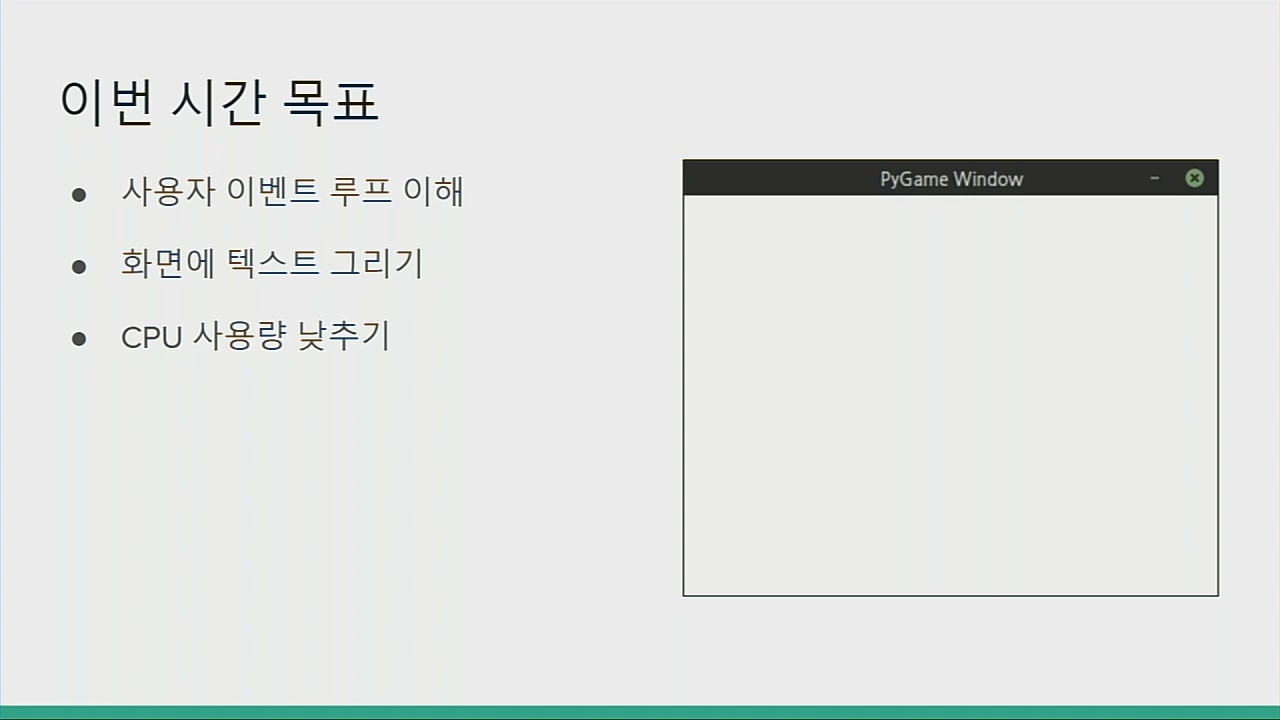 이번 시간 목표
● 사용자 이벤트 루프 이해
● 화면에 텍스트 그리기
● CPU 사용량 낮추기
PyGame Window